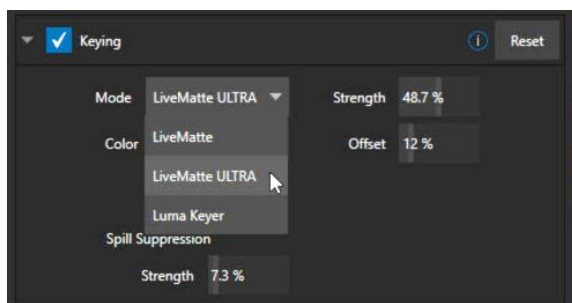 Keying Reset
Mode LiveMatte ULTRA Strength 48.7 %
Color LiveMatte Offset 12 %
LiveMatte ULTRA
Luma Keyer
Spill Suppression
Strength 7.3 %